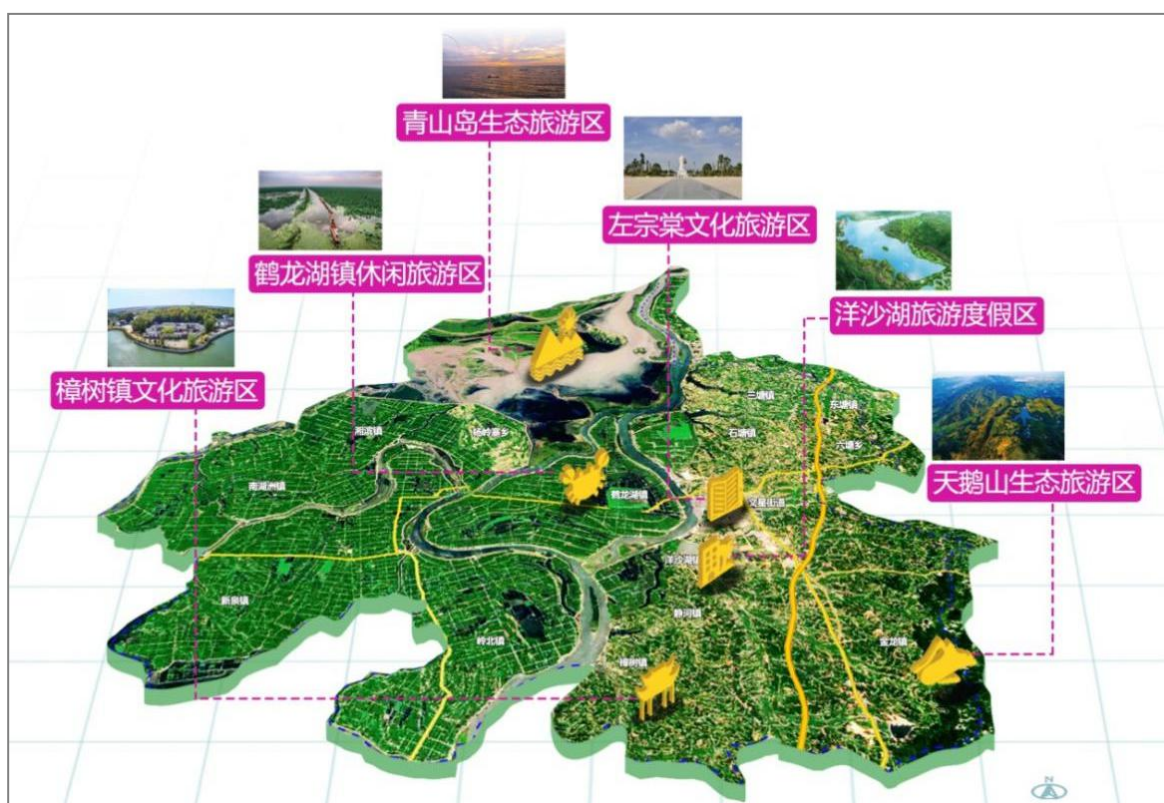 青山岛生态旅游区
左宗棠文化旅游区
鹤龙湖镇休闲旅游区
洋沙湖旅游度假区
樟树镇文化旅游区
天鹅山生态旅游区
三塘镇
东塘镇
湘滨镇
杨林寨乡
石塘镇
六塘乡
南湖洲镇
鹤龙湖镇
文星街道
洋沙湖镇
新泉镇
静河镇
岭北镇
樟树镇
金龙镇
N